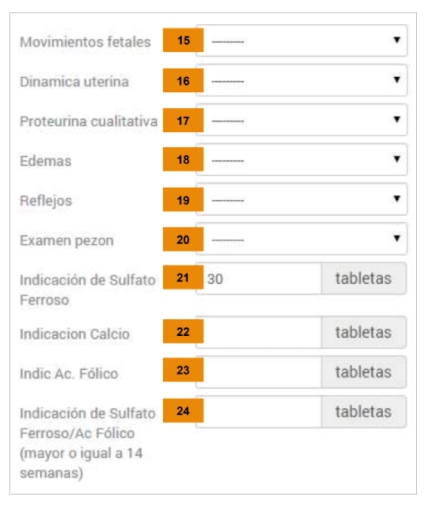 Movimientos fetales 15 ---------
Dinamica uterina 16 ---------
Proteurina cualitativa 17 ---------
Edemas 18 ---------
Reflejos 19 ---------
Examen pezon 20 ---------
Indicación de Sulfato 21 30 tabletas
Ferroso
Indicacion Calcio 22 tabletas
Indic Ac. Fólico 23 tabletas
Indicación de Sulfato 24 tabletas
Ferroso/Ac Fólico
(mayor o igual a 14
semanas)